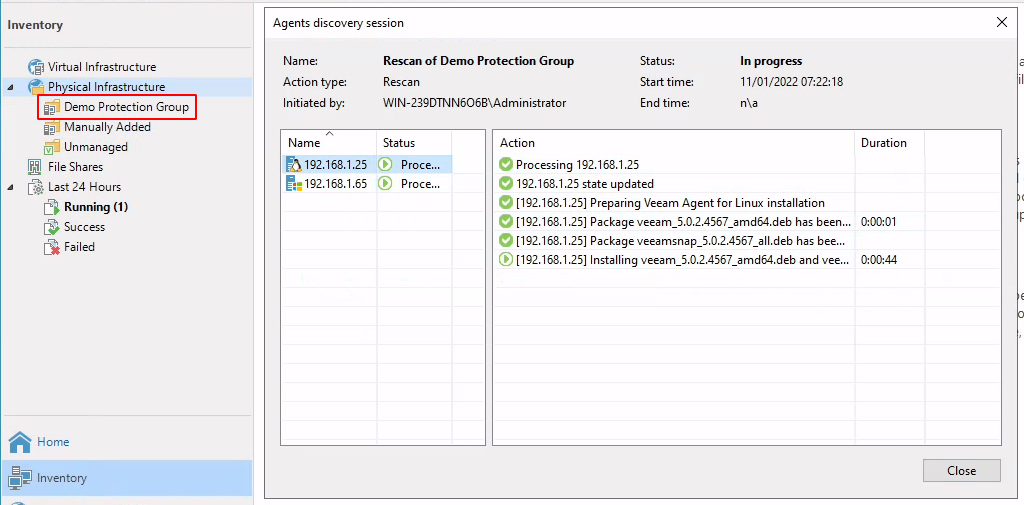 Inventory
Virtual Infrastructure
Physical Infrastructure
Demo Protection Group
Manually Added
Unmanaged
File Shares
Last 24 Hours
Running (1)
Success
Failed
Home
Inventory
Agents discovery session
Name: Rescan of Demo Protection Group Status: In progress
Action type: Rescan Start time: 11/01/2022 07:22:18
Initiated by: WIN-239DTNN6O6B\Administrator End time: n\a
Name Status
192.168.1.25 Proce...
192.168.1.65 Proce...
Action Duration
Processing 192.168.1.25
192.168.1.25 state updated
[192.168.1.25] Preparing Veeam Agent for Linux installation
[192.168.1.25] Package veeam_5.0.2.4567_amd64.deb has been... 0:00:01
[192.168.1.25] Package veeamsnap_5.0.2.4567_all.deb has bee...
[192.168.1.25] Installing veeam_5.0.2.4567_amd64.deb and vee... 0:00:44
Close